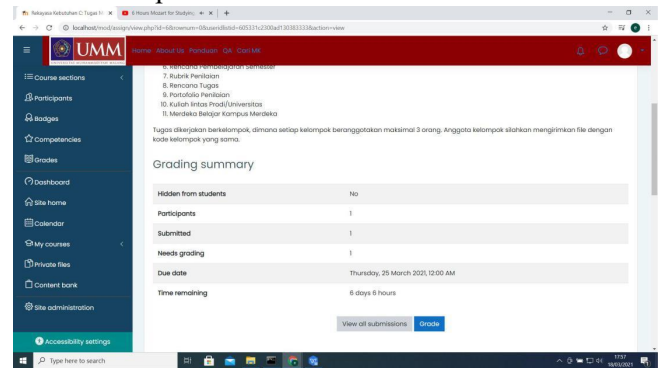 Rekayasa Kebutuhan C: Tugas 1
6 Hours Mozart for Studying,
localhost/mod/assign/view.php?id=6&rownum=0&useridlistid=605331c2300ad130383333&action=view
UMM
Home About Us Panduan QA Cari MK
Course sections
Participants
Badges
Competencies
Grades
Dashboard
Site home
Calendar
My courses
Private files
Content bank
Site administration
Accessibility settings
6. Rencana Pembelajaran Semester
7. Rubrik Penilaian
8. Rencana Tugas
9. Portofolio Penilaian
10. Kuliah lintas Prodi/Universitas
11. Merdeka Belajar Kampus Merdeka
Tugas dikerjakan berkelompok, dimana setiap kelompok beranggotakan maksimal 3 orang. Anggota kelompok silahkan mengirimkan file dengan
kode kelompok yang sama.
Grading summary
Hidden from students No
Participants 1
Submitted 1
Needs grading 1
Due date Thursday, 25 March 2021, 12:00 AM
Time remaining 6 days 6 hours
View all submissions Grade
Type here to search
17:57
18/03/2021